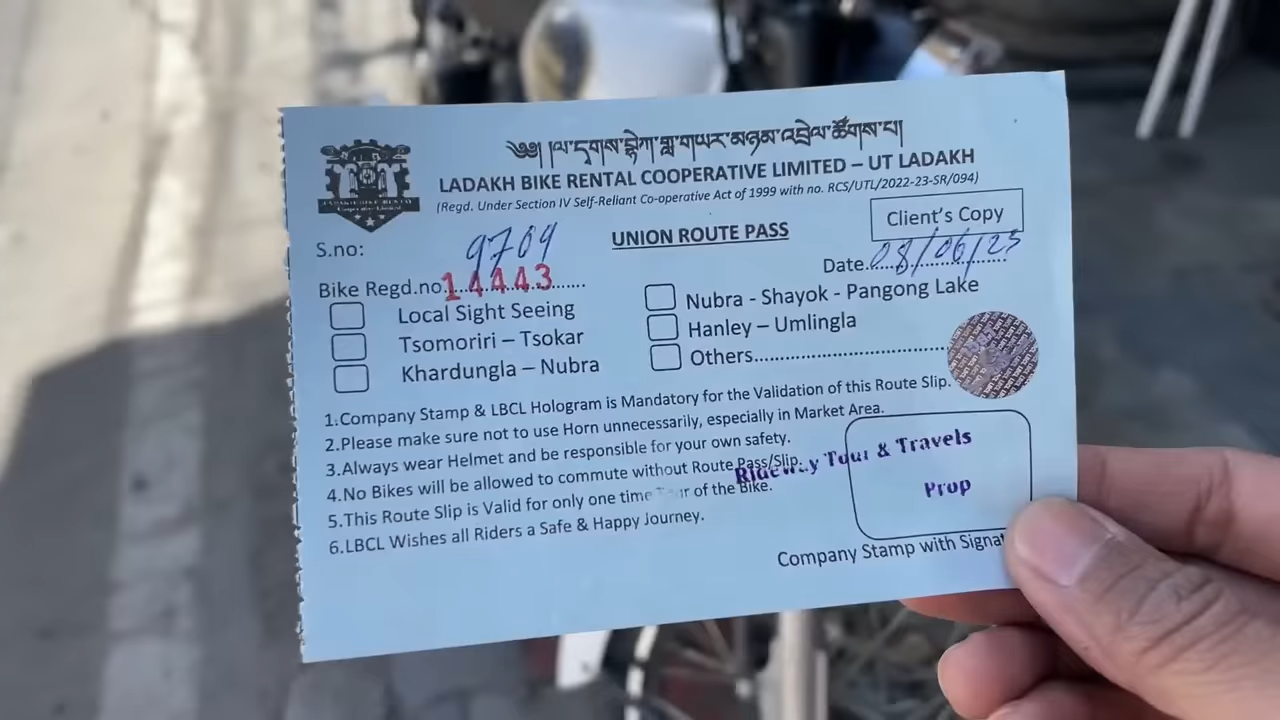 ༄༅། །ལ་དྭགས་བྷེཀ་གླ་གཡར་མཉམ་འབྲེལ་ཚོགས་པ།
LADAKH BIKE RENTAL COOPERATIVE LIMITED – UT LADAKH
(Regd. Under Section IV Self-Reliant Co-operative Act of 1999 with no. RCS/UTL/2022-23-SR/094)
Client's Copy
S.no:
9709
UNION ROUTE PASS
Date..08/06/25
Bike Regd.no.14443......
Local Sight Seeing
Nubra - Shayok - Pangong Lake
Tsomoriri – Tsokar
Hanley – Umlingla
Khardungla – Nubra
Others........................................
1.Company Stamp & LBCL Hologram is Mandatory for the Validation of this Route Slip.
2.Please make sure not to use Horn unnecessarily, especially in Market Area.
3.Always wear Helmet and be responsible for your own safety.
4.No Bikes will be allowed to commute without Route Pass/Slip.
5.This Route Slip is Valid for only one time Tour of the Bike.
6.LBCL Wishes all Riders a Safe & Happy Journey.
Tour & Travels
Prop
Company Stamp with